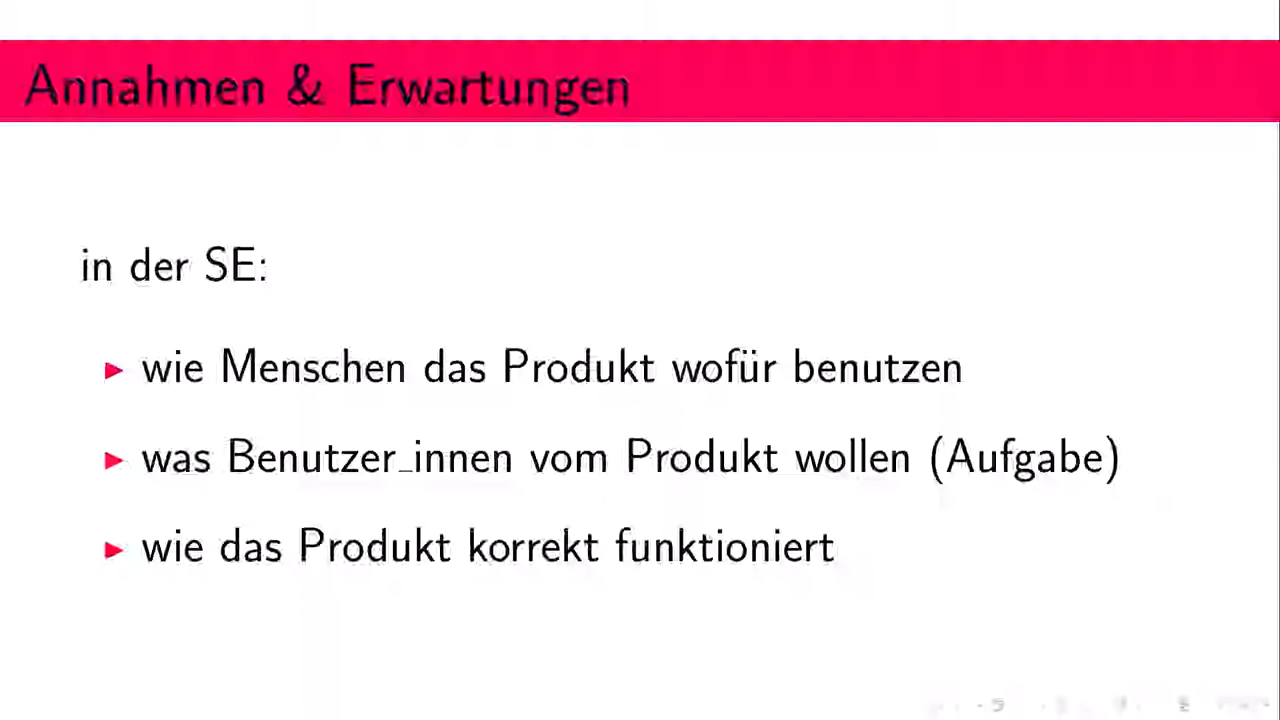 Annahmen & Erwartungen
in der SE:
▶ wie Menschen das Produkt wofür benutzen
▶ was Benutzer_innen vom Produkt wollen (Aufgabe)
▶ wie das Produkt korrekt funktioniert